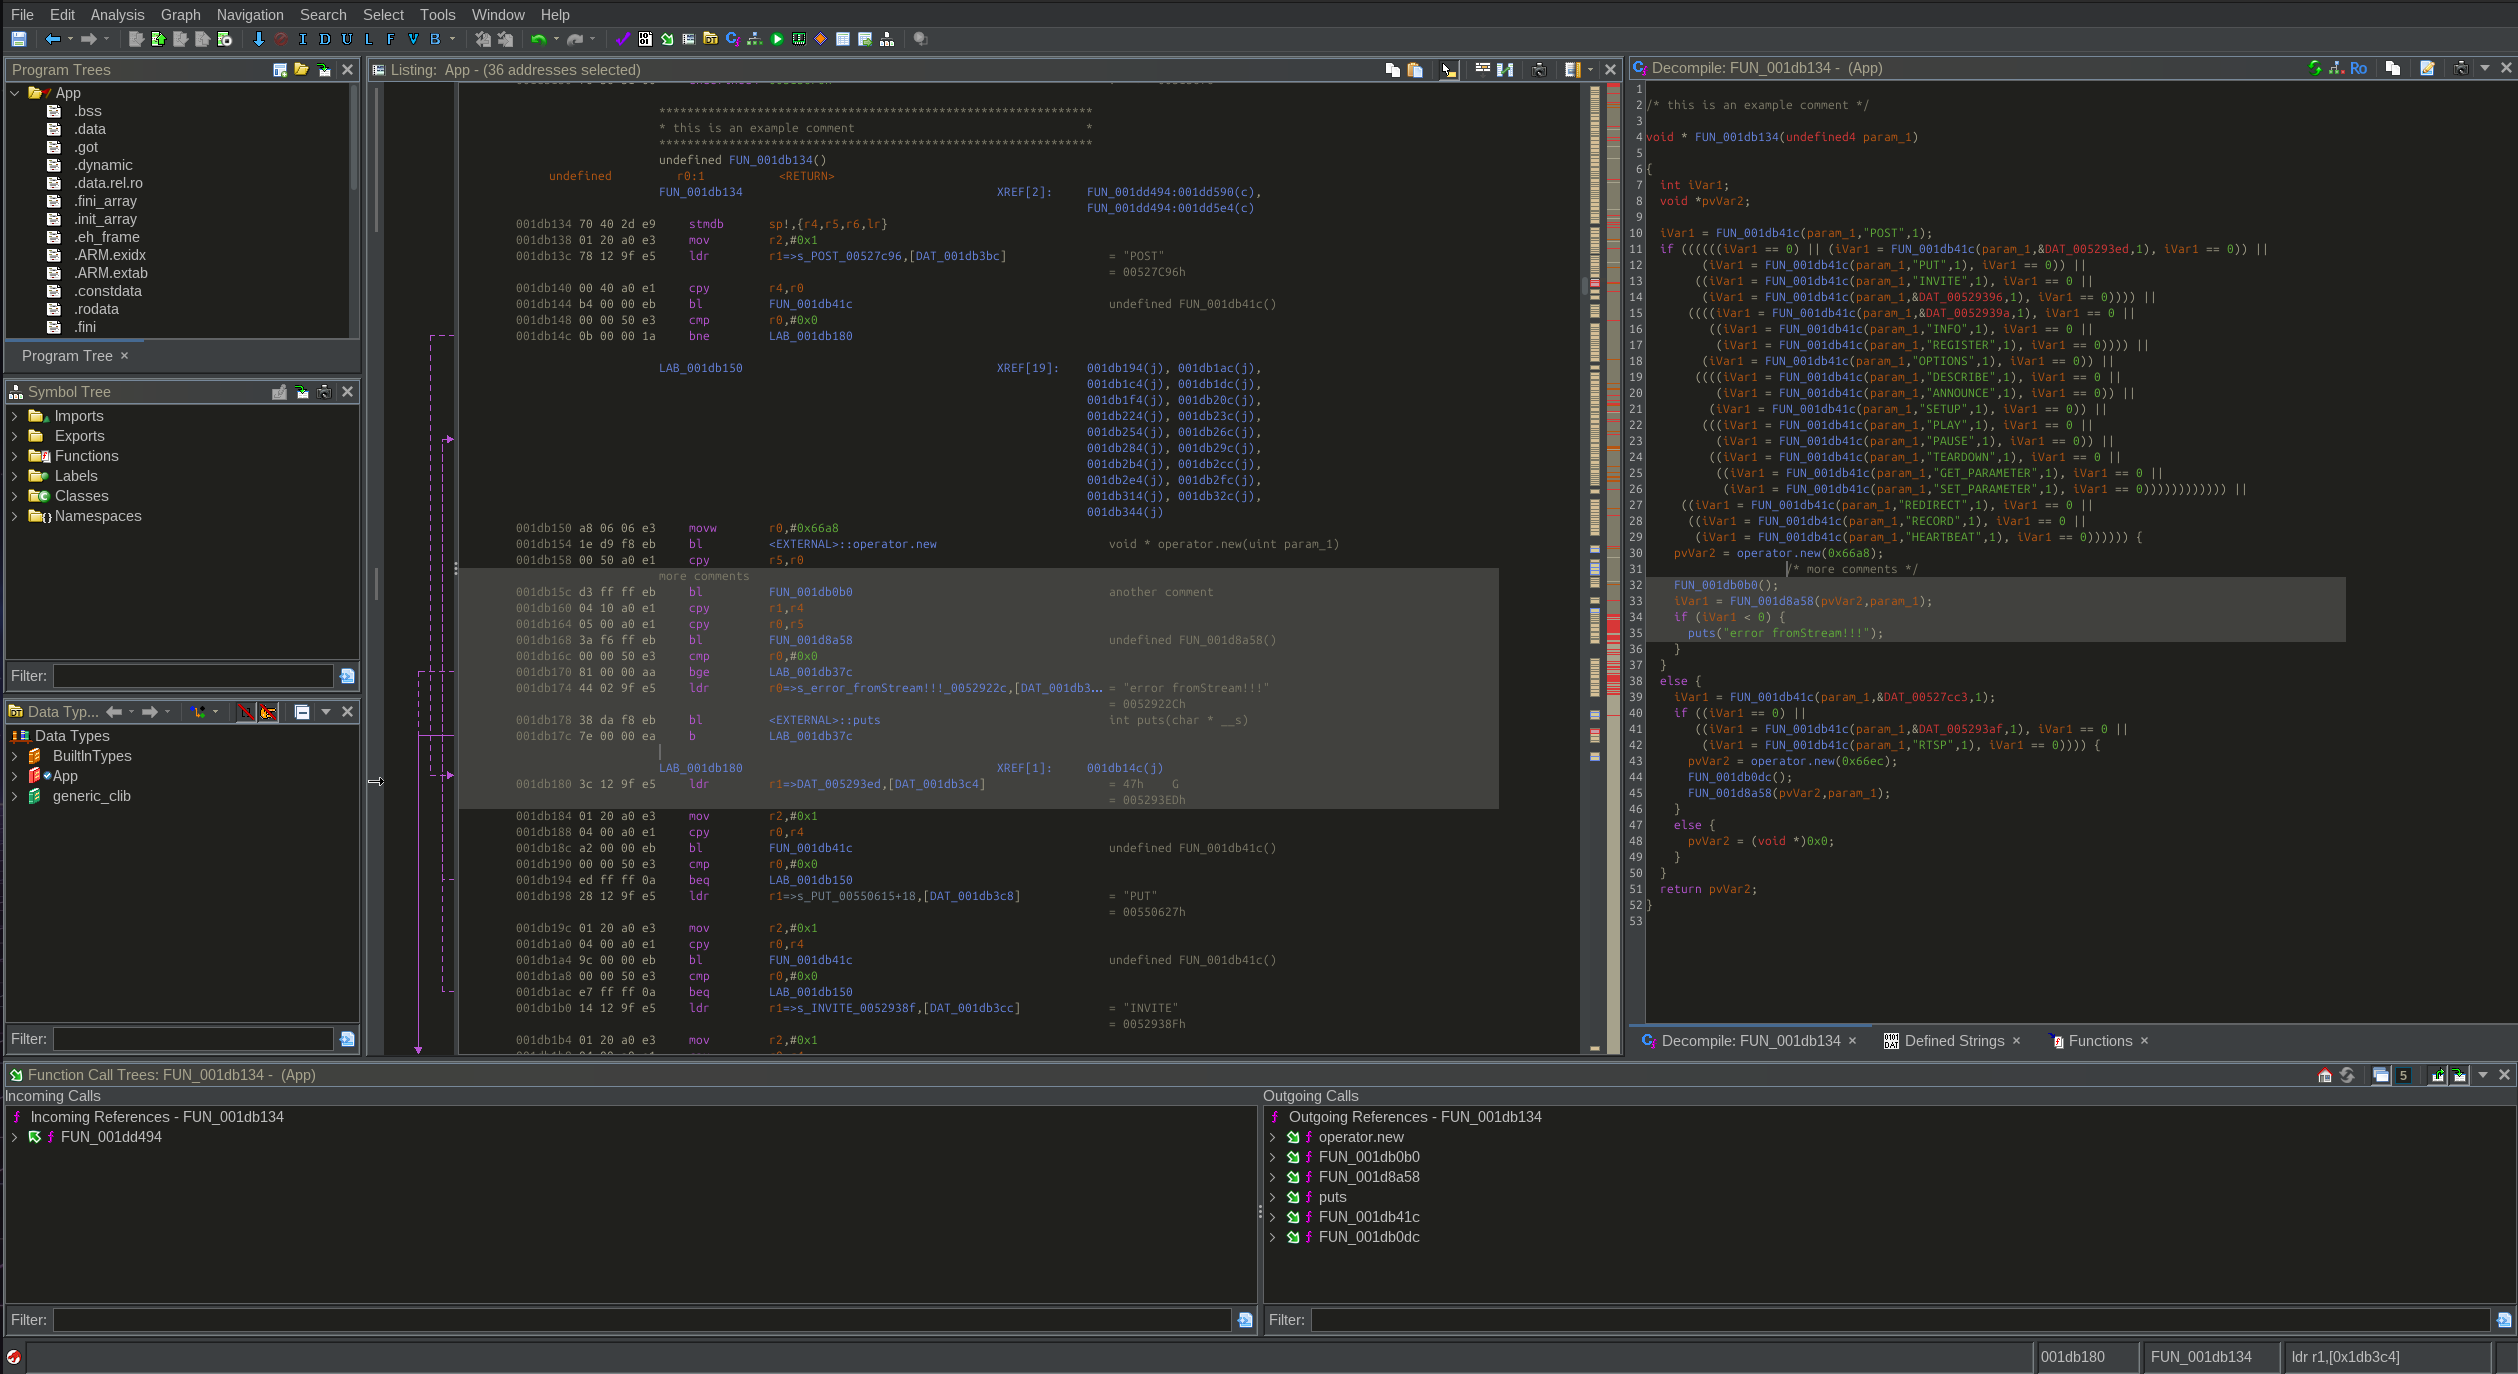 File Edit Analysis Graph Navigation Search Select Tools Window Help
I D U L F V B
Program Trees
App
.bss
.data
.got
.dynamic
.data.rel.ro
.fini_array
.init_array
.eh_frame
.ARM.exidx
.ARM.extab
.constdata
.rodata
.fini
Program Tree ×
Symbol Tree
Imports
Exports
Functions
Labels
Classes
Namespaces
Filter:
Data Typ...
Data Types
BuiltInTypes
App
generic_clib
Filter:
Listing: App - (36 addresses selected)
**************************************************************
* this is an example comment *
**************************************************************
undefined FUN_001db134()
undefined r0:1 <RETURN>
FUN_001db134 XREF[2]: FUN_001dd494:001dd590(c),
FUN_001dd494:001dd5e4(c)
001db134 70 40 2d e9 stmdb sp!,{r4,r5,r6,lr}
001db138 01 20 a0 e3 mov r2,#0x1
001db13c 78 12 9f e5 ldr r1=>s_POST_00527c96,[DAT_001db3bc] = "POST"
= 00527C96h
001db140 00 40 a0 e1 cpy r4,r0
001db144 b4 00 00 eb bl FUN_001db41c undefined FUN_001db41c()
001db148 00 00 50 e3 cmp r0,#0x0
001db14c 0b 00 00 1a bne LAB_001db180
LAB_001db150 XREF[19]: 001db194(j), 001db1ac(j),
001db1c4(j), 001db1dc(j),
001db1f4(j), 001db20c(j),
001db224(j), 001db23c(j),
001db254(j), 001db26c(j),
001db284(j), 001db29c(j),
001db2b4(j), 001db2cc(j),
001db2e4(j), 001db2fc(j),
001db314(j), 001db32c(j),
001db344(j)
001db150 a8 06 06 e3 movw r0,#0x66a8
001db154 1e d9 f8 eb bl <EXTERNAL>::operator.new void * operator.new(uint param_1)
001db158 00 50 a0 e1 cpy r5,r0
more comments
001db15c d3 ff ff eb bl FUN_001db0b0 another comment
001db160 04 10 a0 e1 cpy r1,r4
001db164 05 00 a0 e1 cpy r0,r5
001db168 3a f6 ff eb bl FUN_001d8a58 undefined FUN_001d8a58()
001db16c 00 00 50 e3 cmp r0,#0x0
001db170 81 00 00 aa bge LAB_001db37c
001db174 44 02 9f e5 ldr r0=>s_error_fromStream!!!_0052922c,[DAT_001db3... = "error fromStream!!!"
= 0052922Ch
001db178 38 da f8 eb bl <EXTERNAL>::puts int puts(char * __s)
001db17c 7e 00 00 ea b LAB_001db37c
LAB_001db180 XREF[1]: 001db14c(j)
001db180 3c 12 9f e5 ldr r1=>DAT_005293ed,[DAT_001db3c4] = 47h G
= 005293EDh
001db184 01 20 a0 e3 mov r2,#0x1
001db188 04 00 a0 e1 cpy r0,r4
001db18c a2 00 00 eb bl FUN_001db41c undefined FUN_001db41c()
001db190 00 00 50 e3 cmp r0,#0x0
001db194 ed ff ff 0a beq LAB_001db150
001db198 28 12 9f e5 ldr r1=>s_PUT_00550615+18,[DAT_001db3c8] = "PUT"
= 00550627h
001db19c 01 20 a0 e3 mov r2,#0x1
001db1a0 04 00 a0 e1 cpy r0,r4
001db1a4 9c 00 00 eb bl FUN_001db41c undefined FUN_001db41c()
001db1a8 00 00 50 e3 cmp r0,#0x0
001db1ac e7 ff ff 0a beq LAB_001db150
001db1b0 14 12 9f e5 ldr r1=>s_INVITE_0052938f,[DAT_001db3cc] = "INVITE"
= 0052938Fh
001db1b4 01 20 a0 e3 mov r2,#0x1
Decompile: FUN_001db134 - (App)
Ro
1
2 /* this is an example comment */
3
4 void * FUN_001db134(undefined4 param_1)
5
6 {
7 int iVar1;
8 void *pvVar2;
9
10 iVar1 = FUN_001db41c(param_1,"POST",1);
11 if ((((((iVar1 == 0) || (iVar1 = FUN_001db41c(param_1,&DAT_005293ed,1), iVar1 == 0)) ||
12 (iVar1 = FUN_001db41c(param_1,"PUT",1), iVar1 == 0)) ||
13 ((iVar1 = FUN_001db41c(param_1,"INVITE",1), iVar1 == 0 ||
14 (iVar1 = FUN_001db41c(param_1,&DAT_00529396,1), iVar1 == 0)))) ||
15 ((((iVar1 = FUN_001db41c(param_1,&DAT_0052939a,1), iVar1 == 0 ||
16 ((iVar1 = FUN_001db41c(param_1,"INFO",1), iVar1 == 0 ||
17 (iVar1 = FUN_001db41c(param_1,"REGISTER",1), iVar1 == 0)))) ||
18 (iVar1 = FUN_001db41c(param_1,"OPTIONS",1), iVar1 == 0)) ||
19 ((((iVar1 = FUN_001db41c(param_1,"DESCRIBE",1), iVar1 == 0 ||
20 (iVar1 = FUN_001db41c(param_1,"ANNOUNCE",1), iVar1 == 0)) ||
21 (iVar1 = FUN_001db41c(param_1,"SETUP",1), iVar1 == 0)) ||
22 (((iVar1 = FUN_001db41c(param_1,"PLAY",1), iVar1 == 0 ||
23 (iVar1 = FUN_001db41c(param_1,"PAUSE",1), iVar1 == 0)) ||
24 ((iVar1 = FUN_001db41c(param_1,"TEARDOWN",1), iVar1 == 0 ||
25 ((iVar1 = FUN_001db41c(param_1,"GET_PARAMETER",1), iVar1 == 0 ||
26 (iVar1 = FUN_001db41c(param_1,"SET_PARAMETER",1), iVar1 == 0)))))))))))) ||
27 ((iVar1 = FUN_001db41c(param_1,"REDIRECT",1), iVar1 == 0 ||
28 ((iVar1 = FUN_001db41c(param_1,"RECORD",1), iVar1 == 0 ||
29 (iVar1 = FUN_001db41c(param_1,"HEARTBEAT",1), iVar1 == 0)))))) {
30 pvVar2 = operator.new(0x66a8);
31 /* more comments */
32 FUN_001db0b0();
33 iVar1 = FUN_001d8a58(pvVar2,param_1);
34 if (iVar1 < 0) {
35 puts("error fromStream!!!");
36 }
37 }
38 else {
39 iVar1 = FUN_001db41c(param_1,&DAT_00527cc3,1);
40 if ((iVar1 == 0) ||
41 ((iVar1 = FUN_001db41c(param_1,&DAT_005293af,1), iVar1 == 0 ||
42 (iVar1 = FUN_001db41c(param_1,"RTSP",1), iVar1 == 0)))) {
43 pvVar2 = operator.new(0x66ec);
44 FUN_001db0dc();
45 FUN_001d8a58(pvVar2,param_1);
46 }
47 else {
48 pvVar2 = (void *)0x0;
49 }
50 }
51 return pvVar2;
52 }
53
Decompile: FUN_001db134 × Defined Strings × Functions ×
Function Call Trees: FUN_001db134 - (App)
5
Incoming Calls
Incoming References - FUN_001db134
FUN_001dd494
Filter:
Outgoing Calls
Outgoing References - FUN_001db134
operator.new
FUN_001db0b0
FUN_001d8a58
puts
FUN_001db41c
FUN_001db0dc
Filter:
001db180 FUN_001db134 ldr r1,[0x1db3c4]